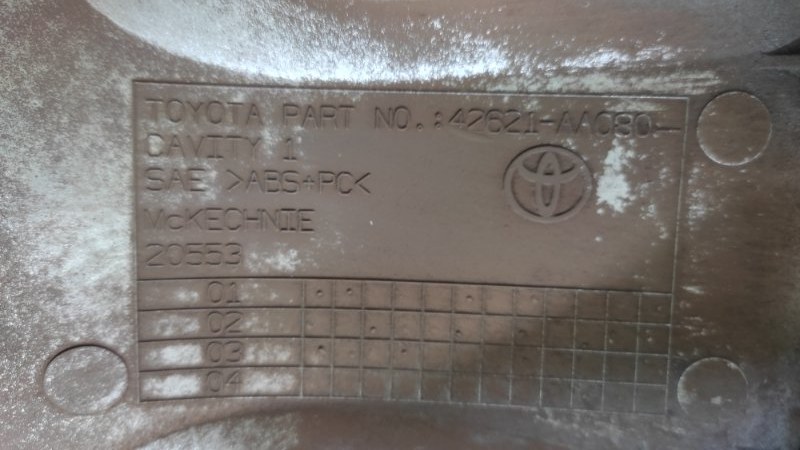 TOYOTA PART NO.:42621-AA080—
CAVITY 1
SAE >ABS+PC<
McKECHNIE
20553
01
02
03
04